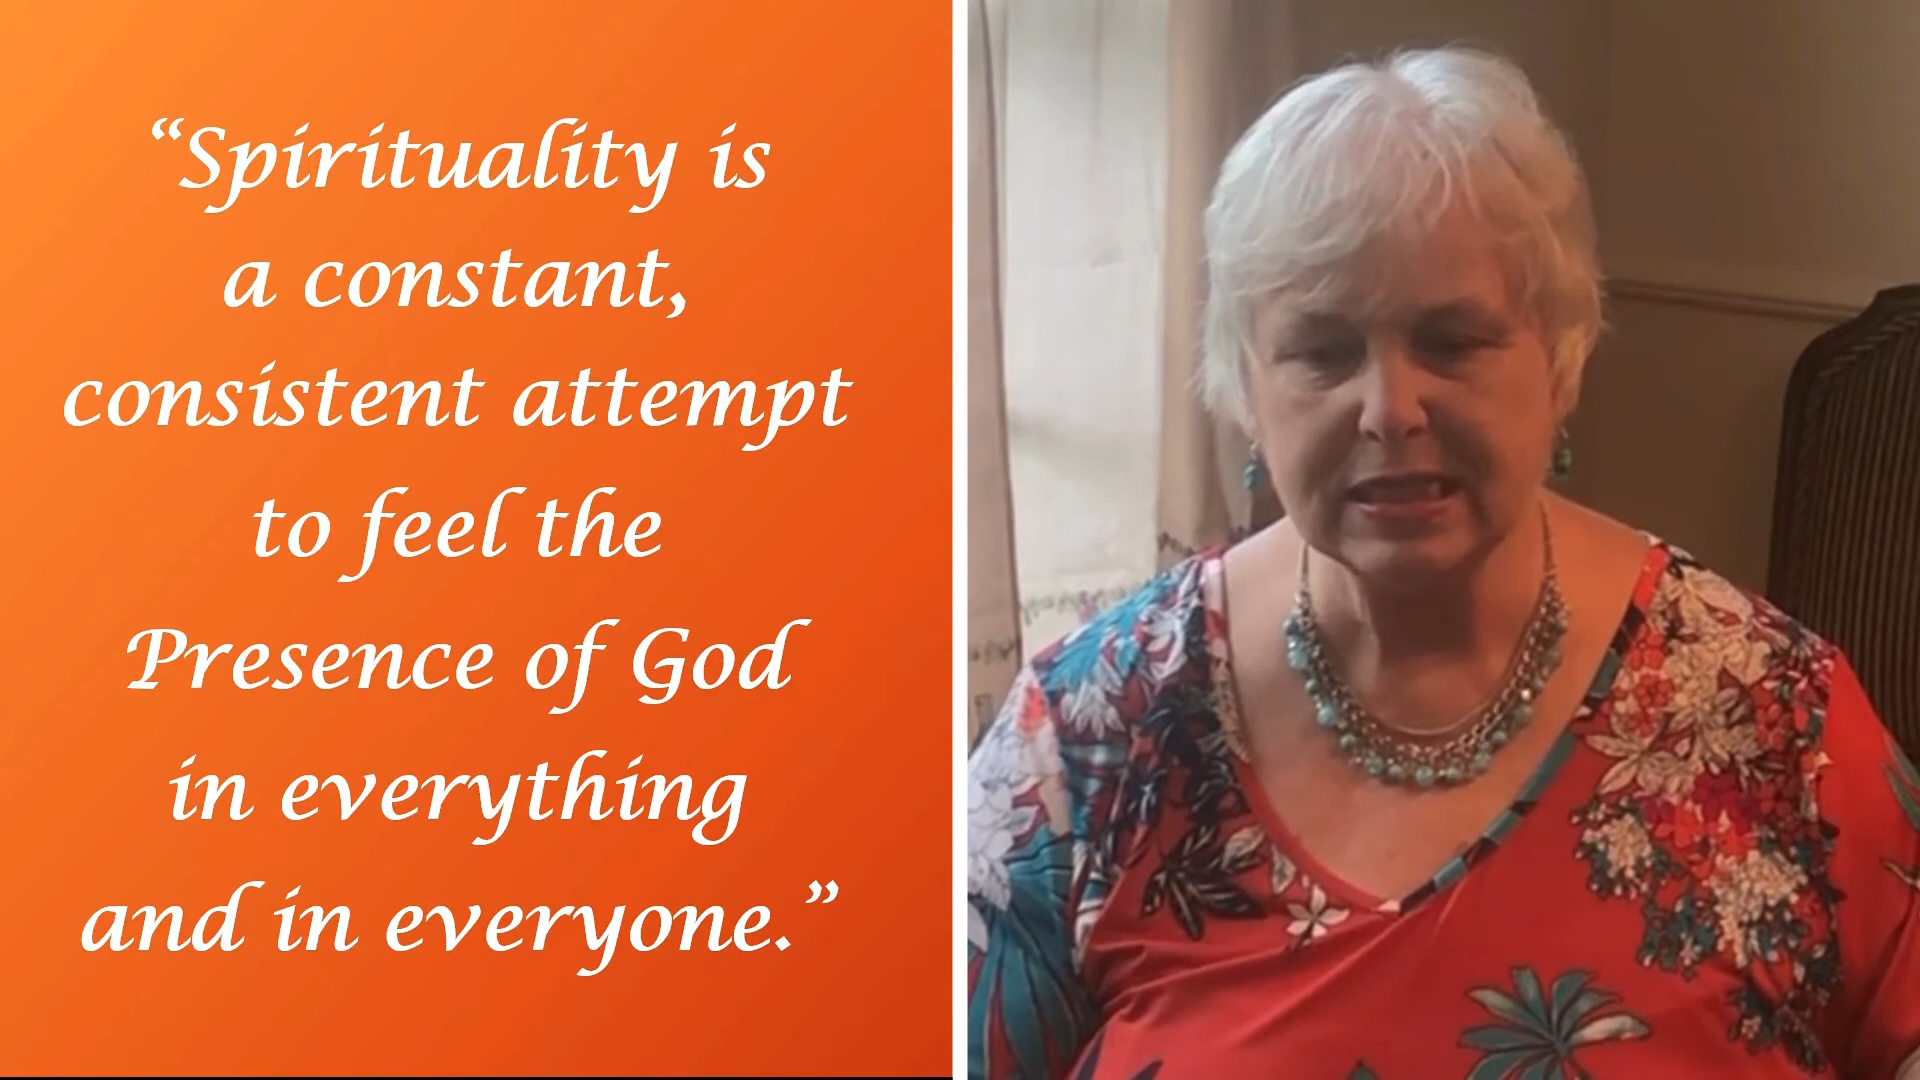 “Spirituality is
a constant,
consistent attempt
to feel the
Presence of God
in everything
and in everyone.”